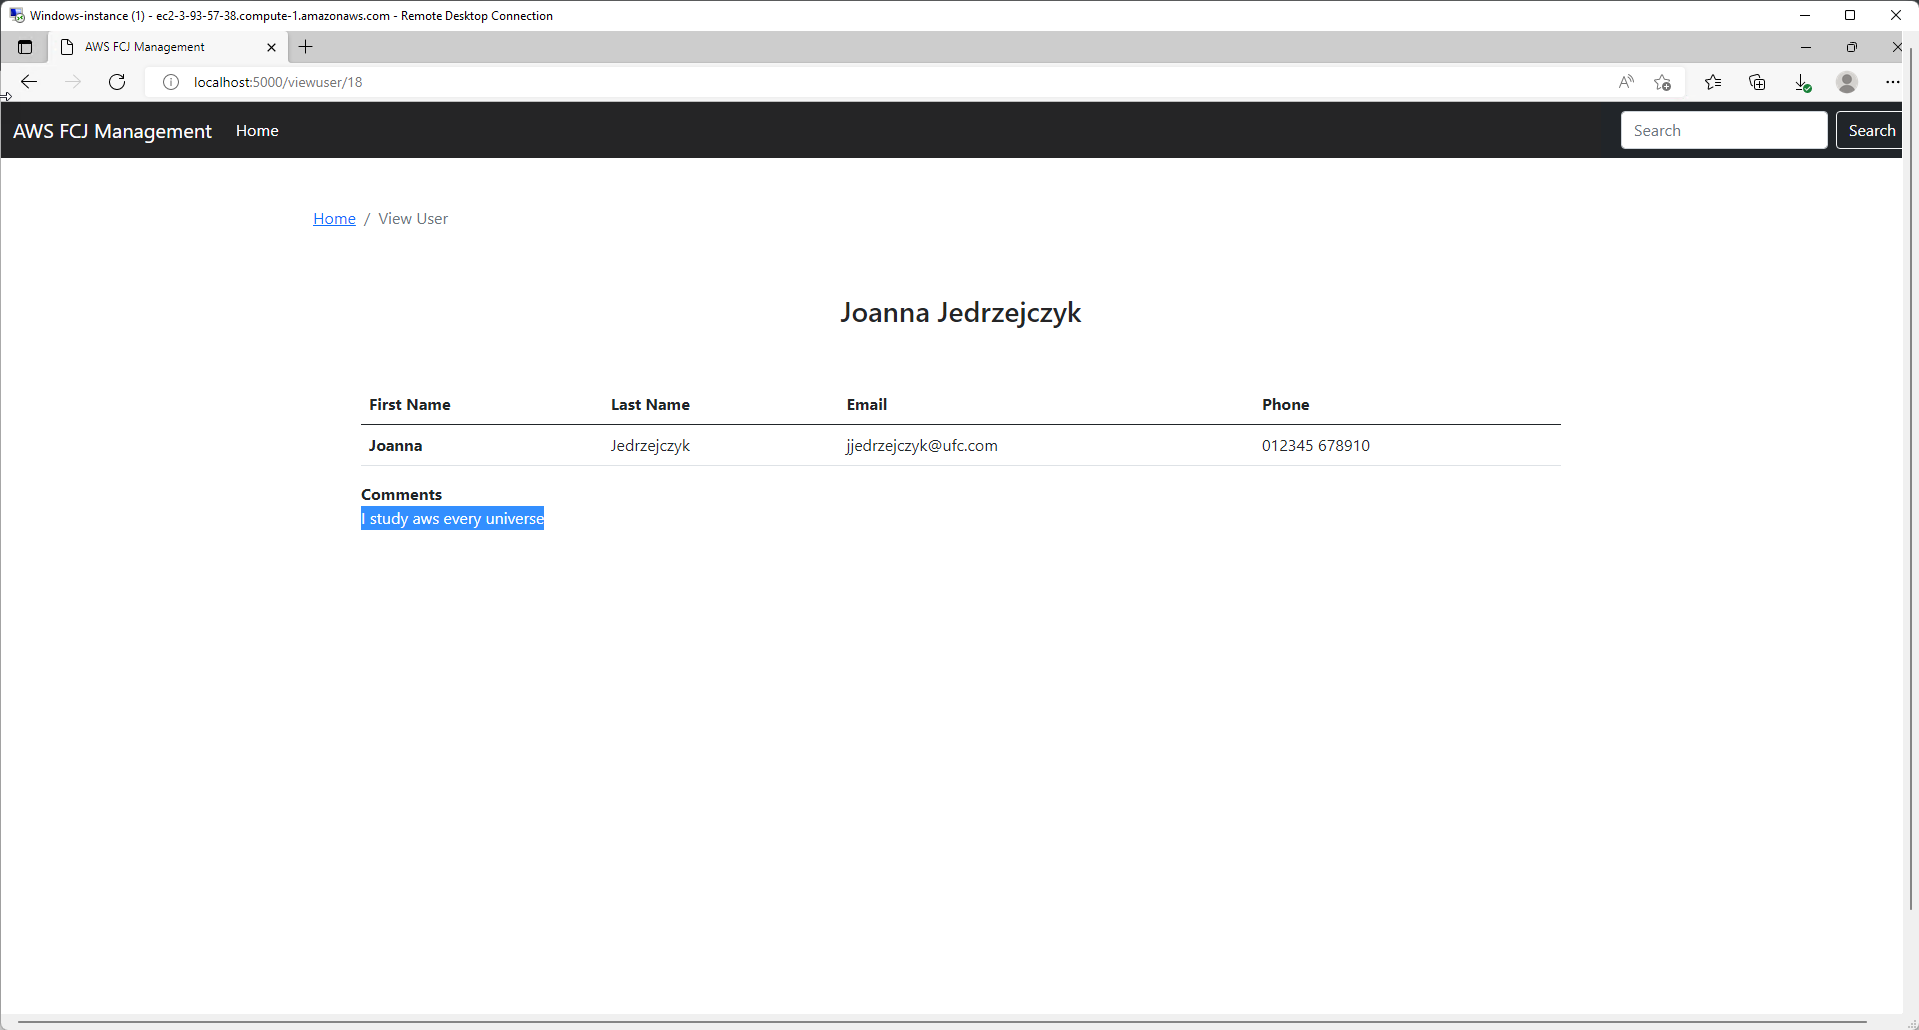 Windows-instance (1) - ec2-3-93-57-38.compute-1.amazonaws.com - Remote Desktop Connection
AWS FCJ Management
localhost:5000/viewuser/18
AWS FCJ Management Home Search Search
Home / View User
Joanna Jedrzejczyk
First Name Last Name Email Phone
Joanna Jedrzejczyk jjedrzejczyk@ufc.com 012345 678910
Comments
I study aws every universe